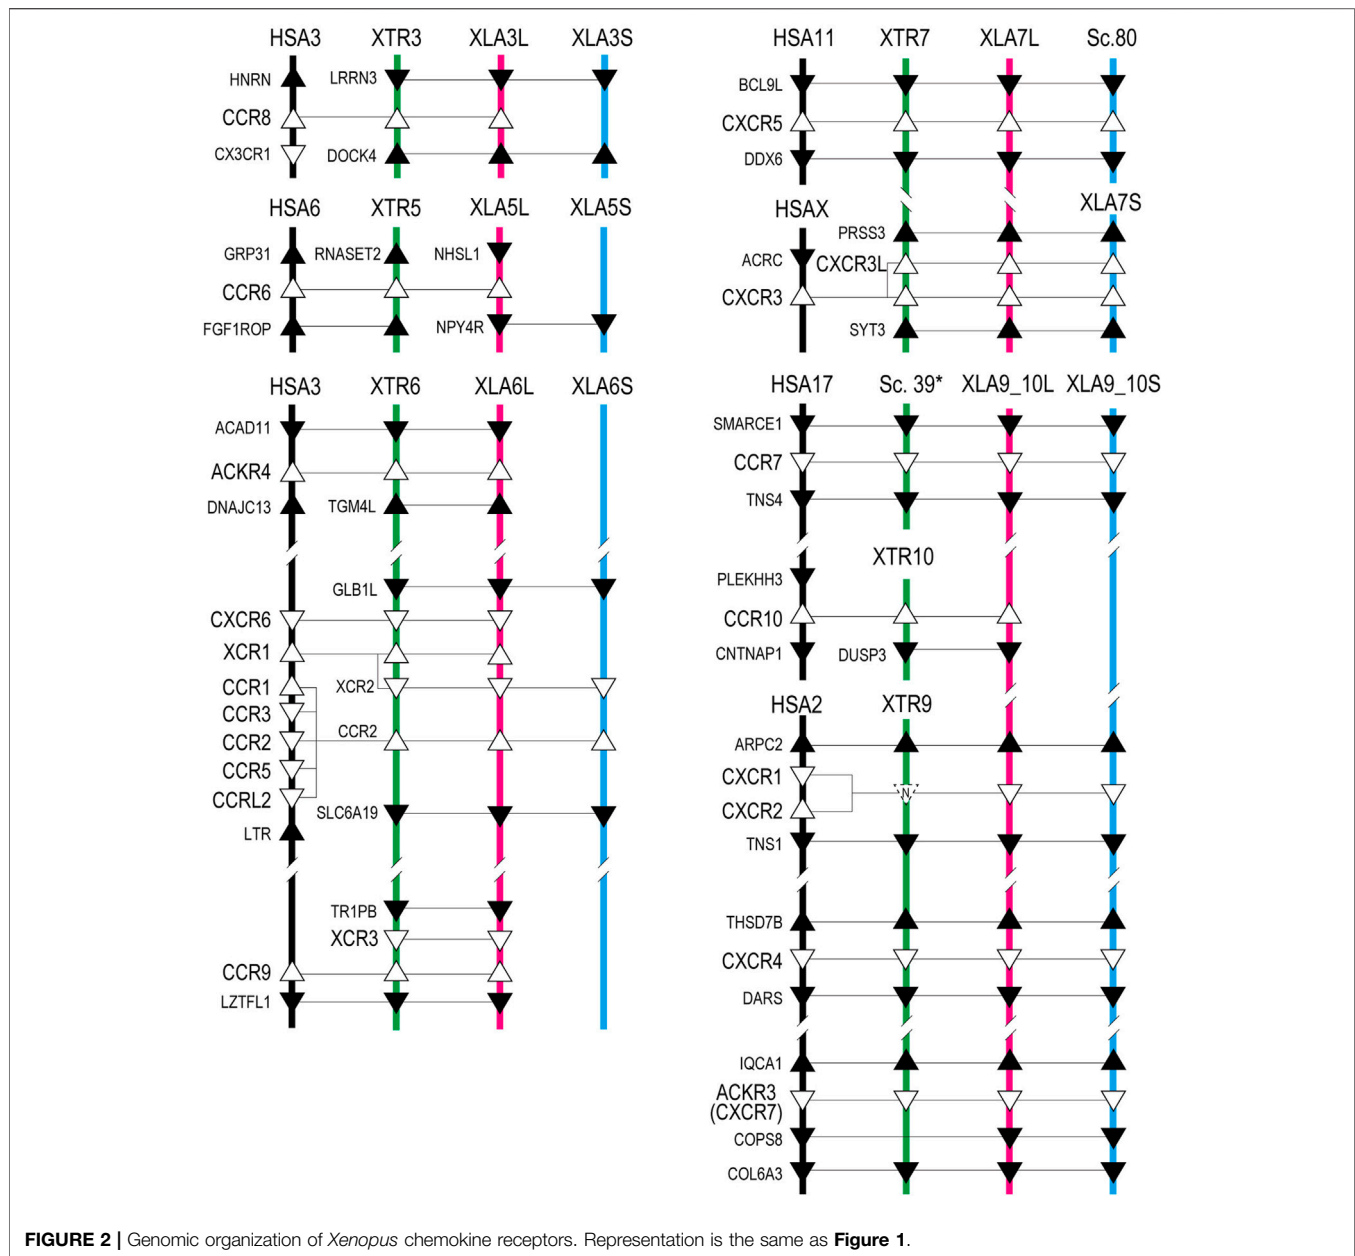 HSA3 XTR3 XLA3L XLA3S
HNRN LRRN3
CCR8
CX3CR1 DOCK4
HSA6 XTR5 XLA5L XLA5S
GRP31 RNASET2 NHSL1
CCR6
FGF1ROP NPY4R
HSA3 XTR6 XLA6L XLA6S
ACAD11
ACKR4
DNAJC13 TGM4L
GLB1L
CXCR6
XCR1
CCR1 XCR2
CCR3
CCR2 CCR2
CCR5
CCRL2
SLC6A19
LTR
TR1PB
XCR3
CCR9
LZTFL1
HSA11 XTR7 XLA7L Sc.80
BCL9L
CXCR5
DDX6
HSAX XLA7S
PRSS3
ACRC CXCR3L
CXCR3
SYT3
HSA17 Sc. 39* XLA9_10L XLA9_10S
SMARCE1
CCR7
TNS4
XTR10
PLEKHH3
CCR10
CNTNAP1 DUSP3
HSA2 XTR9
ARPC2
CXCR1
N
CXCR2
TNS1
THSD7B
CXCR4
DARS
IQCA1
ACKR3
(CXCR7)
COPS8
COL6A3
FIGURE 2 | Genomic organization of Xenopus chemokine receptors. Representation is the same as Figure 1.